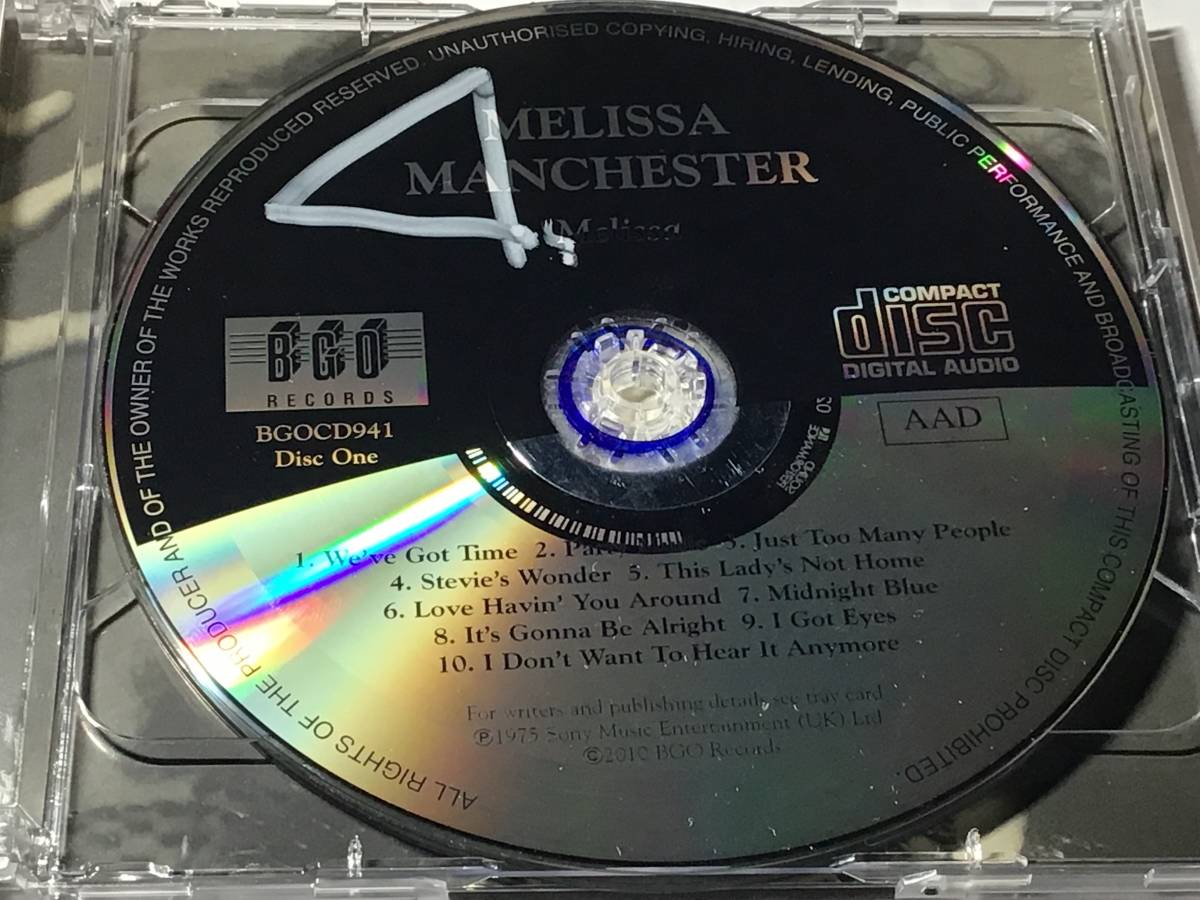 ALL RIGHTS OF THE PRODUCER AND OF THE OWNER OF THE WORKS REPRODUCED RESERVED. UNAUTHORISED COPYING, HIRING, LENDING, PUBLIC PERFORMANCE AND BROADCASTING OF THIS COMPACT DISC PROHIBITED.
MELISSA
MANCHESTER
Melissa
BGO
RECORDS
BGOCD941
Disc One
COMPACT
disc
DIGITAL AUDIO
AAD
1. We've Got Time 2. 3. Just Too Many People
4. Stevie's Wonder 5. This Lady's Not Home
6. Love Havin' You Around 7. Midnight Blue
8. It's Gonna Be Alright 9. I Got Eyes
10. I Don't Want To Hear It Anymore
For writers and publishing details see tray card
℗1975 Sony Music Entertainment (UK) Ltd
©2010 BGO Records